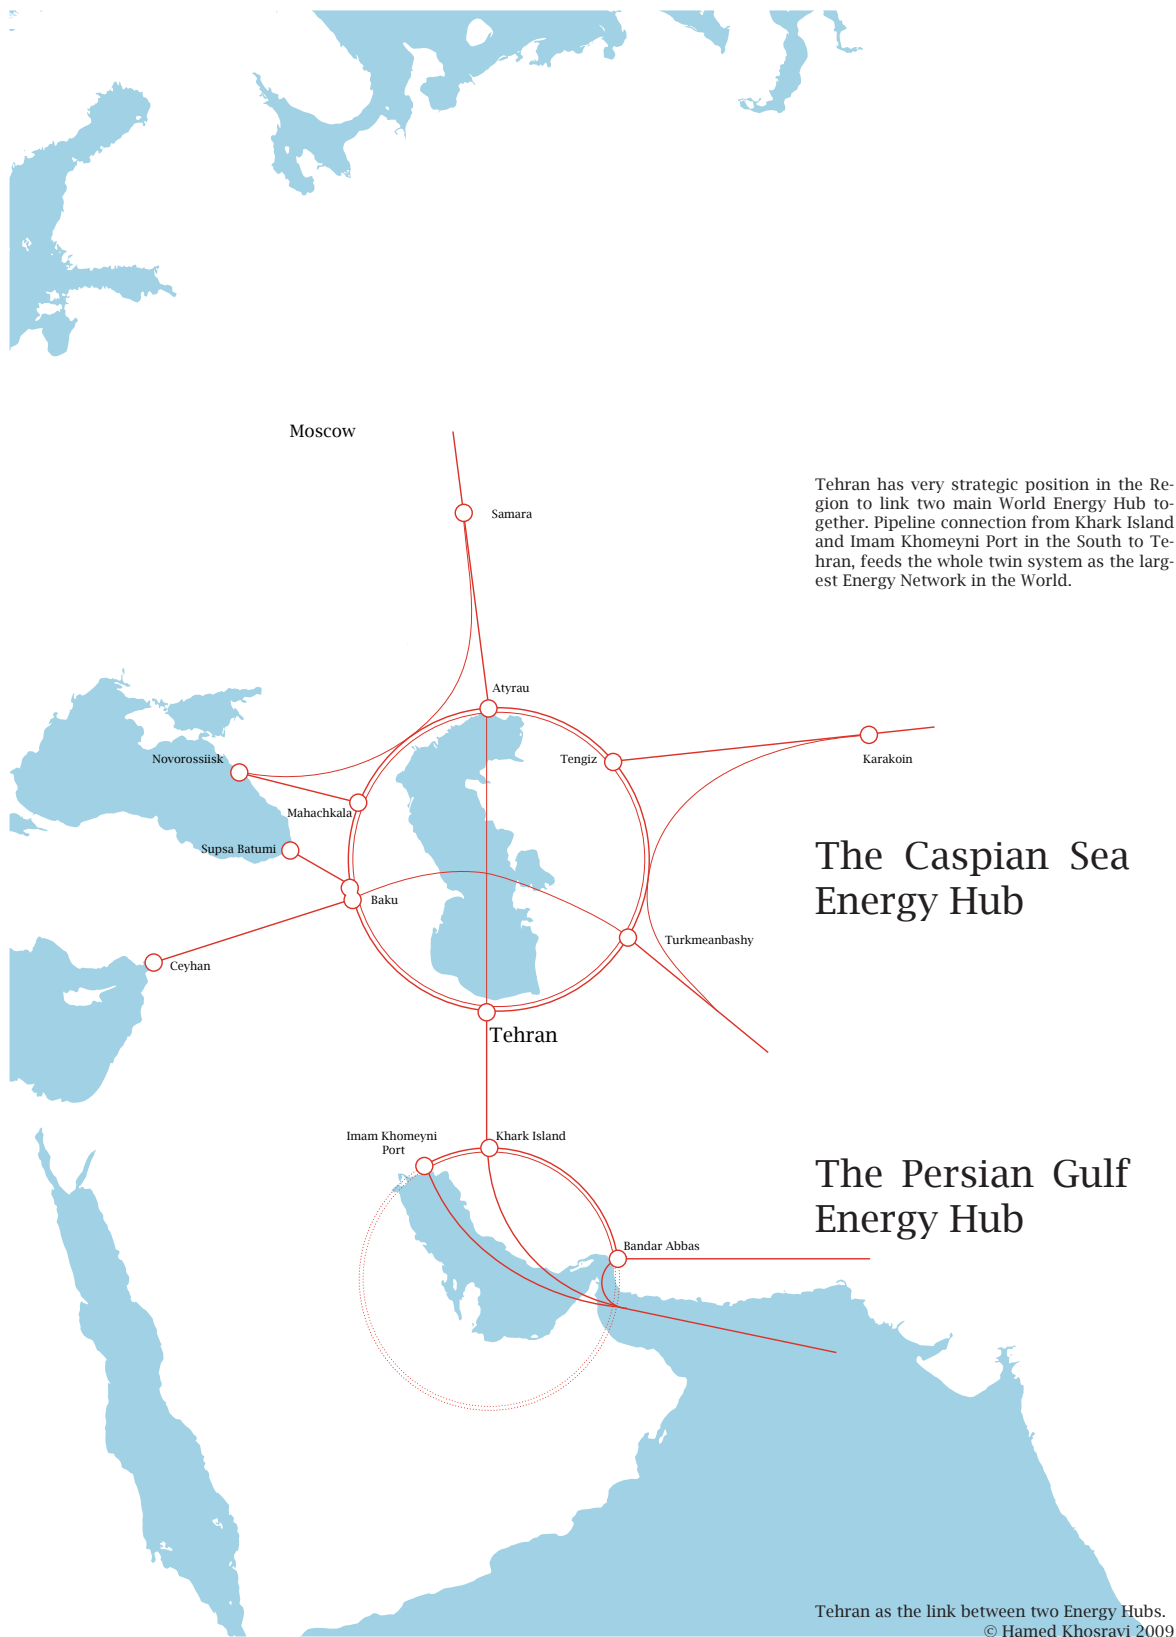 Moscow
Tehran has very strategic position in the Re-
gion to link two main World Energy Hub to-
gether. Pipeline connection from Khark Island
and Imam Khomeyni Port in the South to Te-
hran, feeds the whole twin system as the larg-
est Energy Network in the World.
Samara
Atyrau
Novorossiisk
Tengiz
Karakoin
Mahachkala
Supsa Batumi
The Caspian Sea
Energy Hub
Baku
Turkmeanbashy
Ceyhan
Tehran
Imam Khomeyni
Port
Khark Island
The Persian Gulf
Energy Hub
Bandar Abbas
Tehran as the link between two Energy Hubs.
© Hamed Khosravi 2009